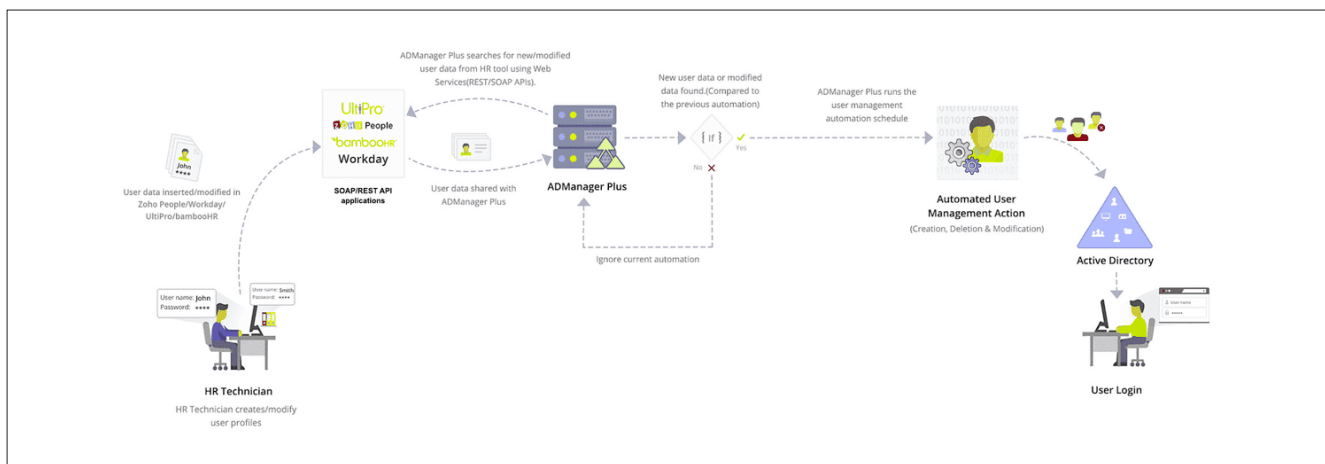 ADManager Plus searches for new/modified
user data from HR tool using Web
Services(REST/SOAP APIs).
UltiPro
ZOHO People
bambooHR
Workday
SOAP/REST API
applications
John
****
User data inserted/modified in
Zoho People/Workday/
UltiPro/bambooHR
User data shared with
ADManager Plus
ADManager Plus
New user data or modified
data found.(Compared to
the previous automation)
{ If }
Yes
No
Ignore current automation
ADManager Plus runs the
user management
automation schedule
Automated User
Management Action
(Creation, Deletion & Modification)
Active Directory
User name: John
Password: ****
User name: Smith
Password: ****
HR Technician
HR Technician creates/modify
user profiles
User name
*****
User Login